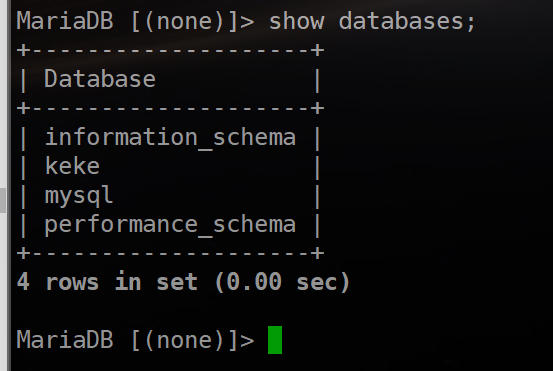 MariaDB [(none)]> show databases;
+--------------------+
| Database           |
+--------------------+
| information_schema |
| keke               |
| mysql              |
| performance_schema |
+--------------------+
4 rows in set (0.00 sec)
MariaDB [(none)]>